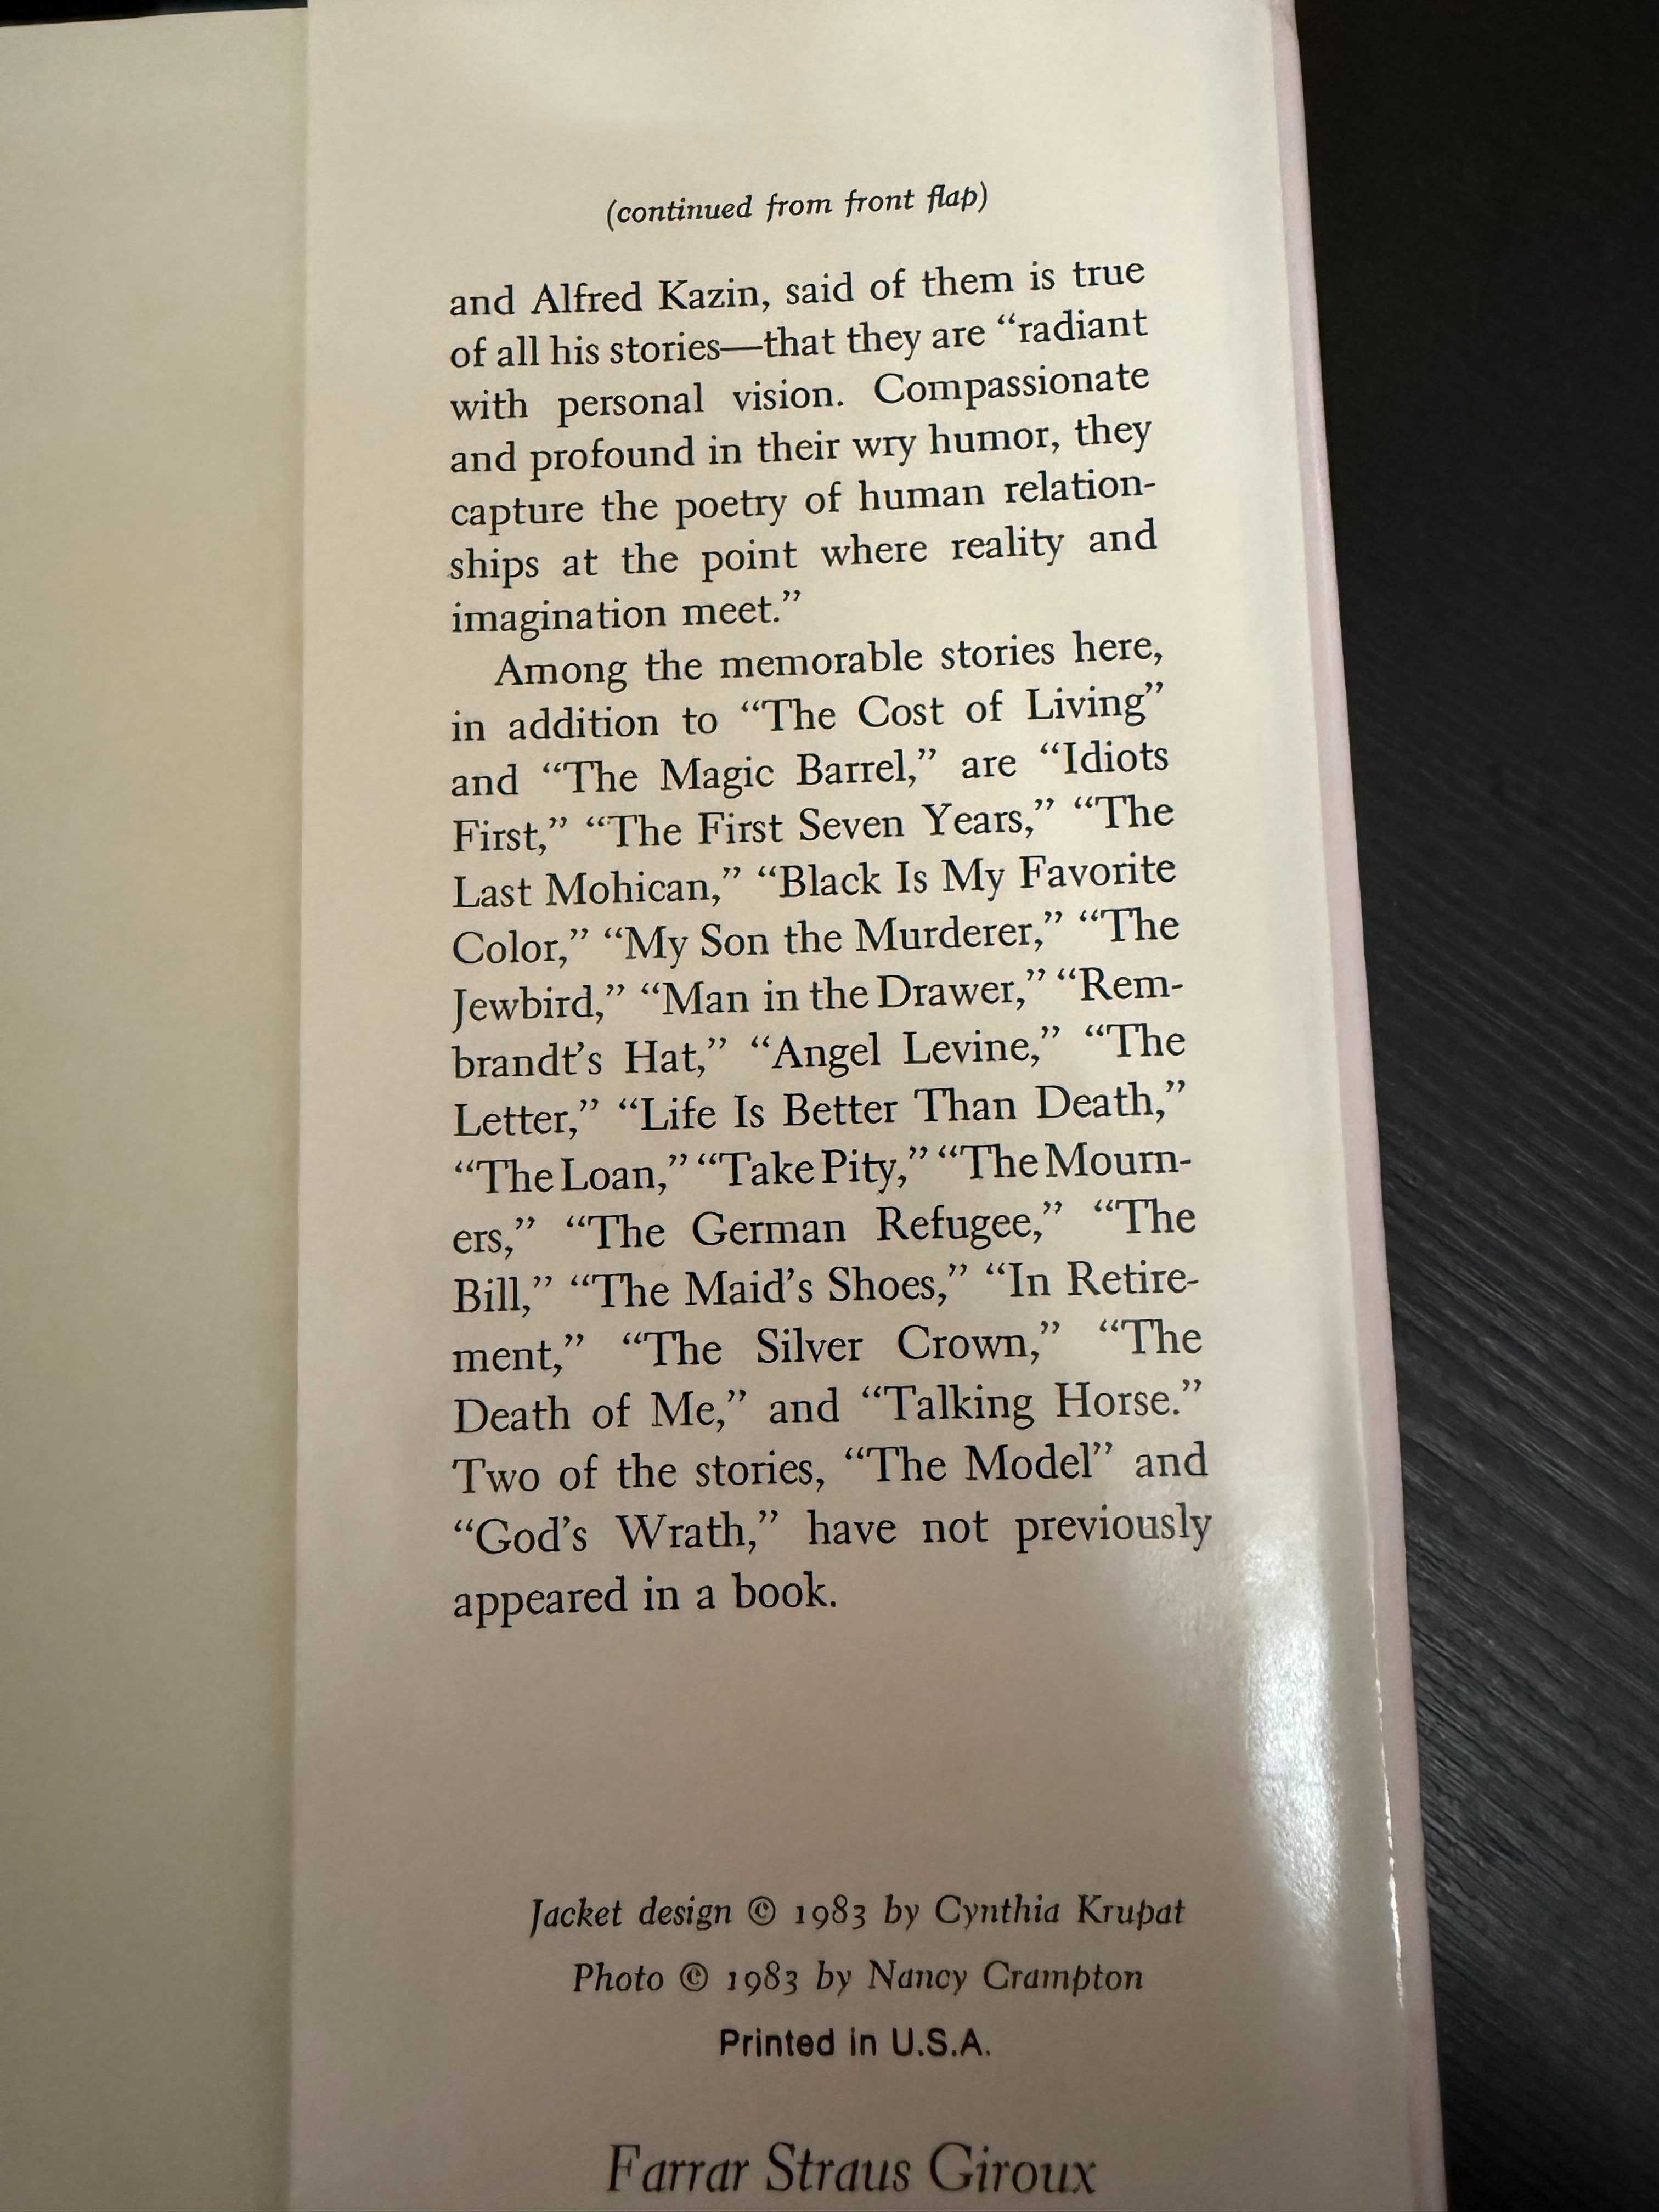 (continued from front flap)
and Alfred Kazin, said of them is true
of all his stories—that they are “radiant
with personal vision. Compassionate
and profound in their wry humor, they
capture the poetry of human relation-
ships at the point where reality and
imagination meet.”
Among the memorable stories here,
in addition to “The Cost of Living”
and “The Magic Barrel,” are “Idiots
First,” “The First Seven Years,” “The
Last Mohican,” “Black Is My Favorite
Color,” “My Son the Murderer,” “The
Jewbird,” “Man in the Drawer,” “Rem-
brandt’s Hat,” “Angel Levine,” “The
Letter,” “Life Is Better Than Death,”
“The Loan,” “Take Pity,” “The Mourn-
ers,” “The German Refugee,” “The
Bill,” “The Maid’s Shoes,” “In Retire-
ment,” “The Silver Crown,” “The
Death of Me,” and “Talking Horse.”
Two of the stories, “The Model” and
“God’s Wrath,” have not previously
appeared in a book.
Jacket design © 1983 by Cynthia Krupat
Photo © 1983 by Nancy Crampton
Printed in U.S.A.
Farrar Straus Giroux